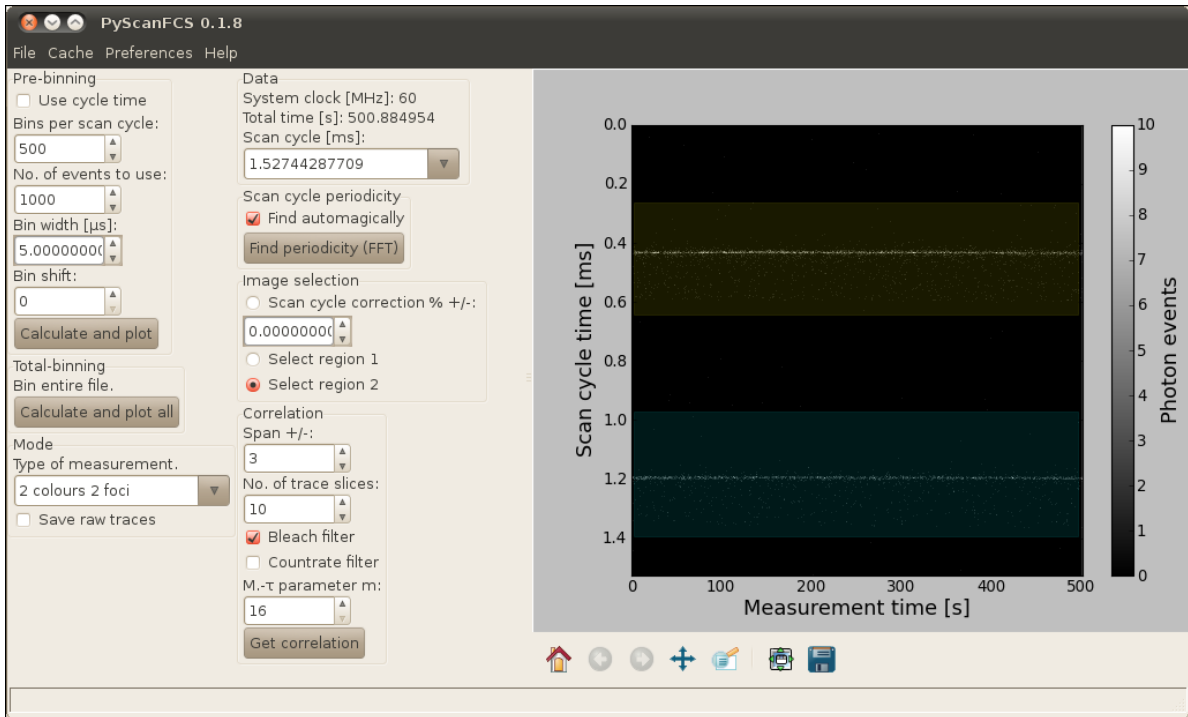 PyScanFCS 0.1.8
File Cache Preferences Help
Pre-binning
Use cycle time
Bins per scan cycle:
500
No. of events to use:
1000
Bin width [µs]:
5.0000000
Bin shift:
0
Calculate and plot
Total-binning
Bin entire file.
Calculate and plot all
Mode
Type of measurement.
2 colours 2 foci
Save raw traces
Data
System clock [MHz]: 60
Total time [s]: 500.884954
Scan cycle [ms]:
1.52744287709
Scan cycle periodicity
Find automagically
Find periodicity (FFT)
Image selection
Scan cycle correction % +/-:
0.0000000
Select region 1
Select region 2
Correlation
Span +/-:
3
No. of trace slices:
10
Bleach filter
Countrate filter
M.-τ parameter m:
16
Get correlation
Scan cycle time [ms]
0.0
0.2
0.4
0.6
0.8
1.0
1.2
1.4
0 100 200 300 400 500
Measurement time [s]
10
9
8
7
6
5
4
3
2
1
0
Photon events